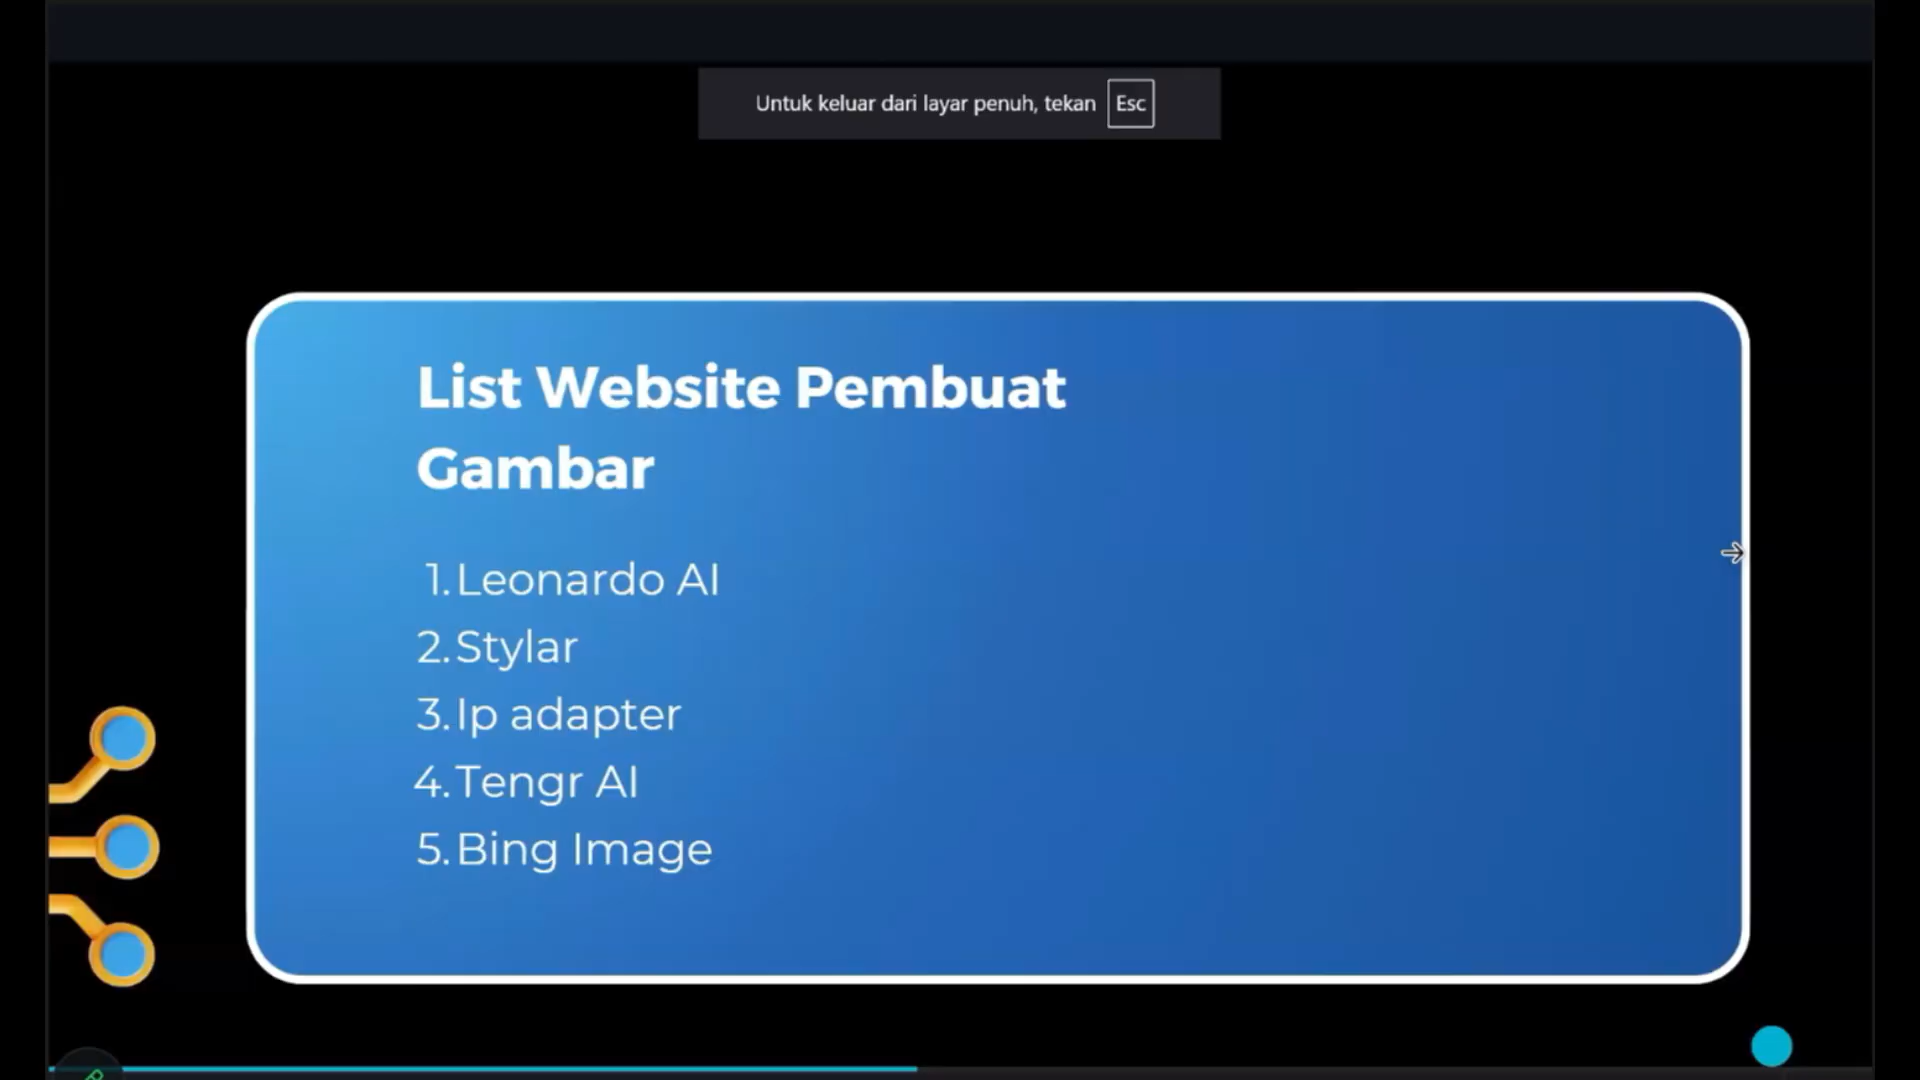 Untuk keluar dari layar penuh, tekan Esc
List Website Pembuat
Gambar
1. Leonardo AI
2. Stylar
3. Ip adapter
4. Tengr AI
5. Bing Image